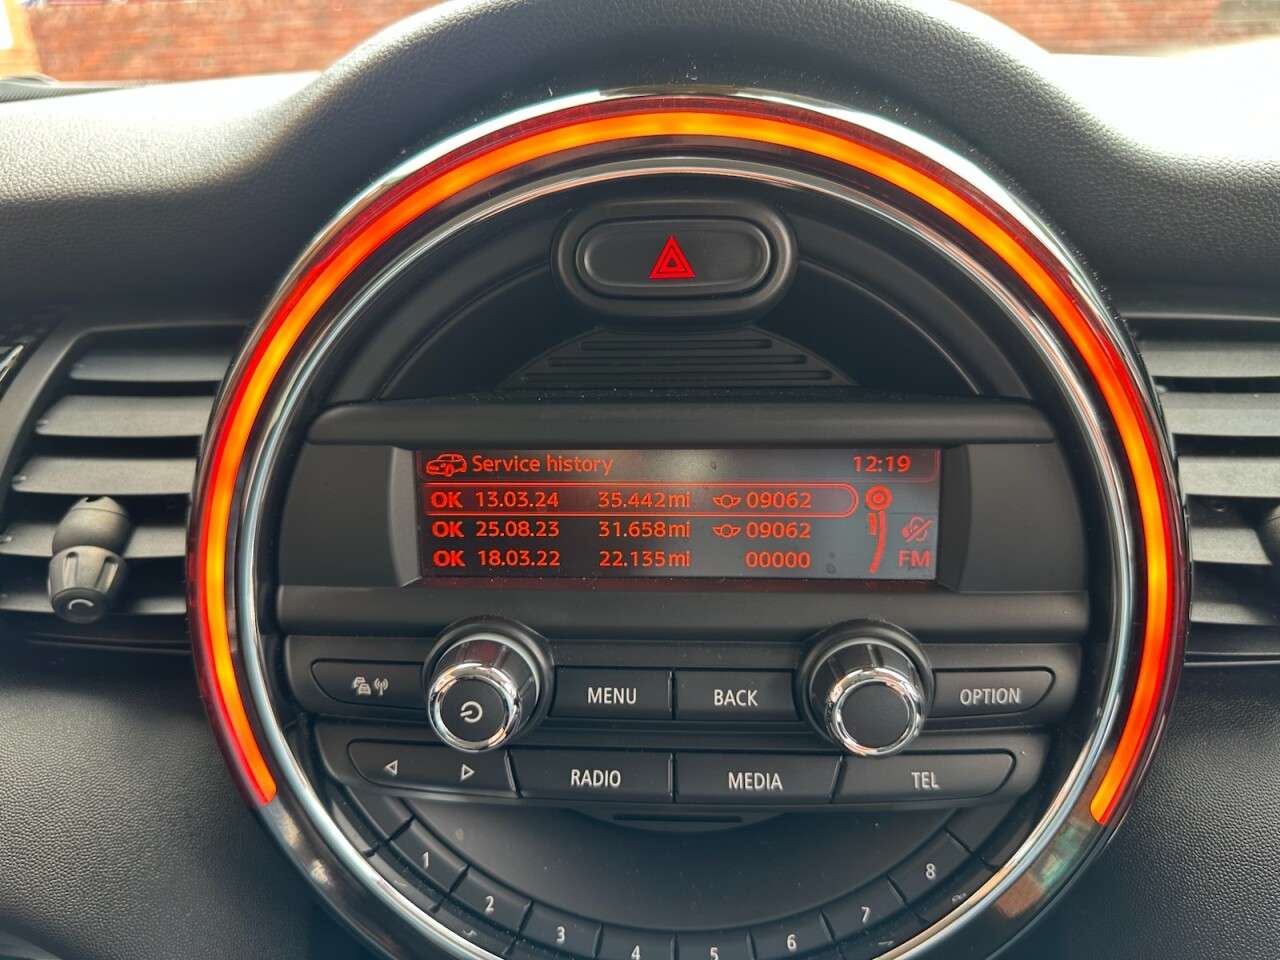 Service history 12:19
OK 13.03.24 35.442mi 09062
OK 25.08.23 31.658mi 09062
OK 18.03.22 22.135mi 00000 FM
MENU BACK OPTION
RADIO MEDIA TEL
1 2 3 4 5 6 7 8